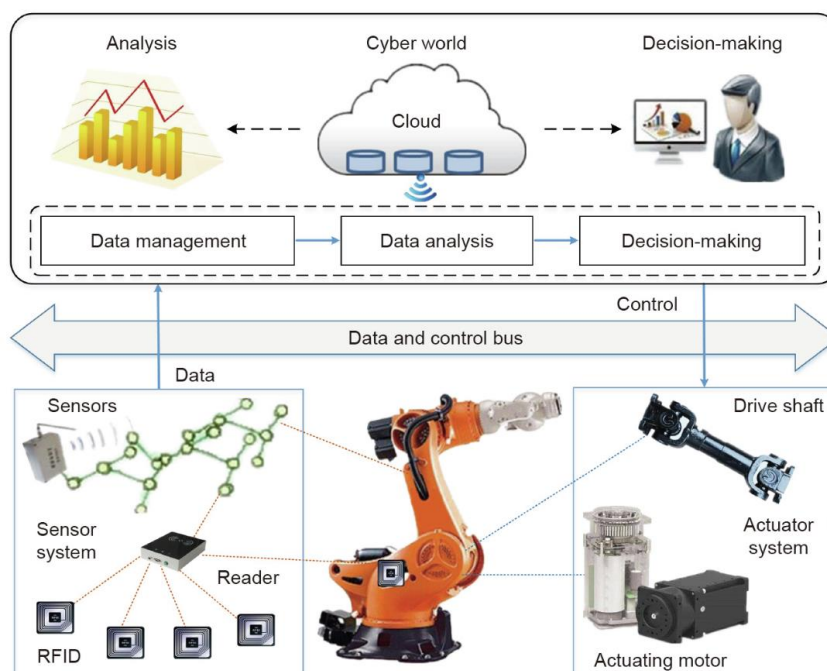 Analysis
Cyber world
Decision-making
Cloud
Data management
Data analysis
Decision-making
Control
Data and control bus
Data
Sensors
Drive shaft
Sensor
system
Reader
Actuator
system
RFID
Actuating motor